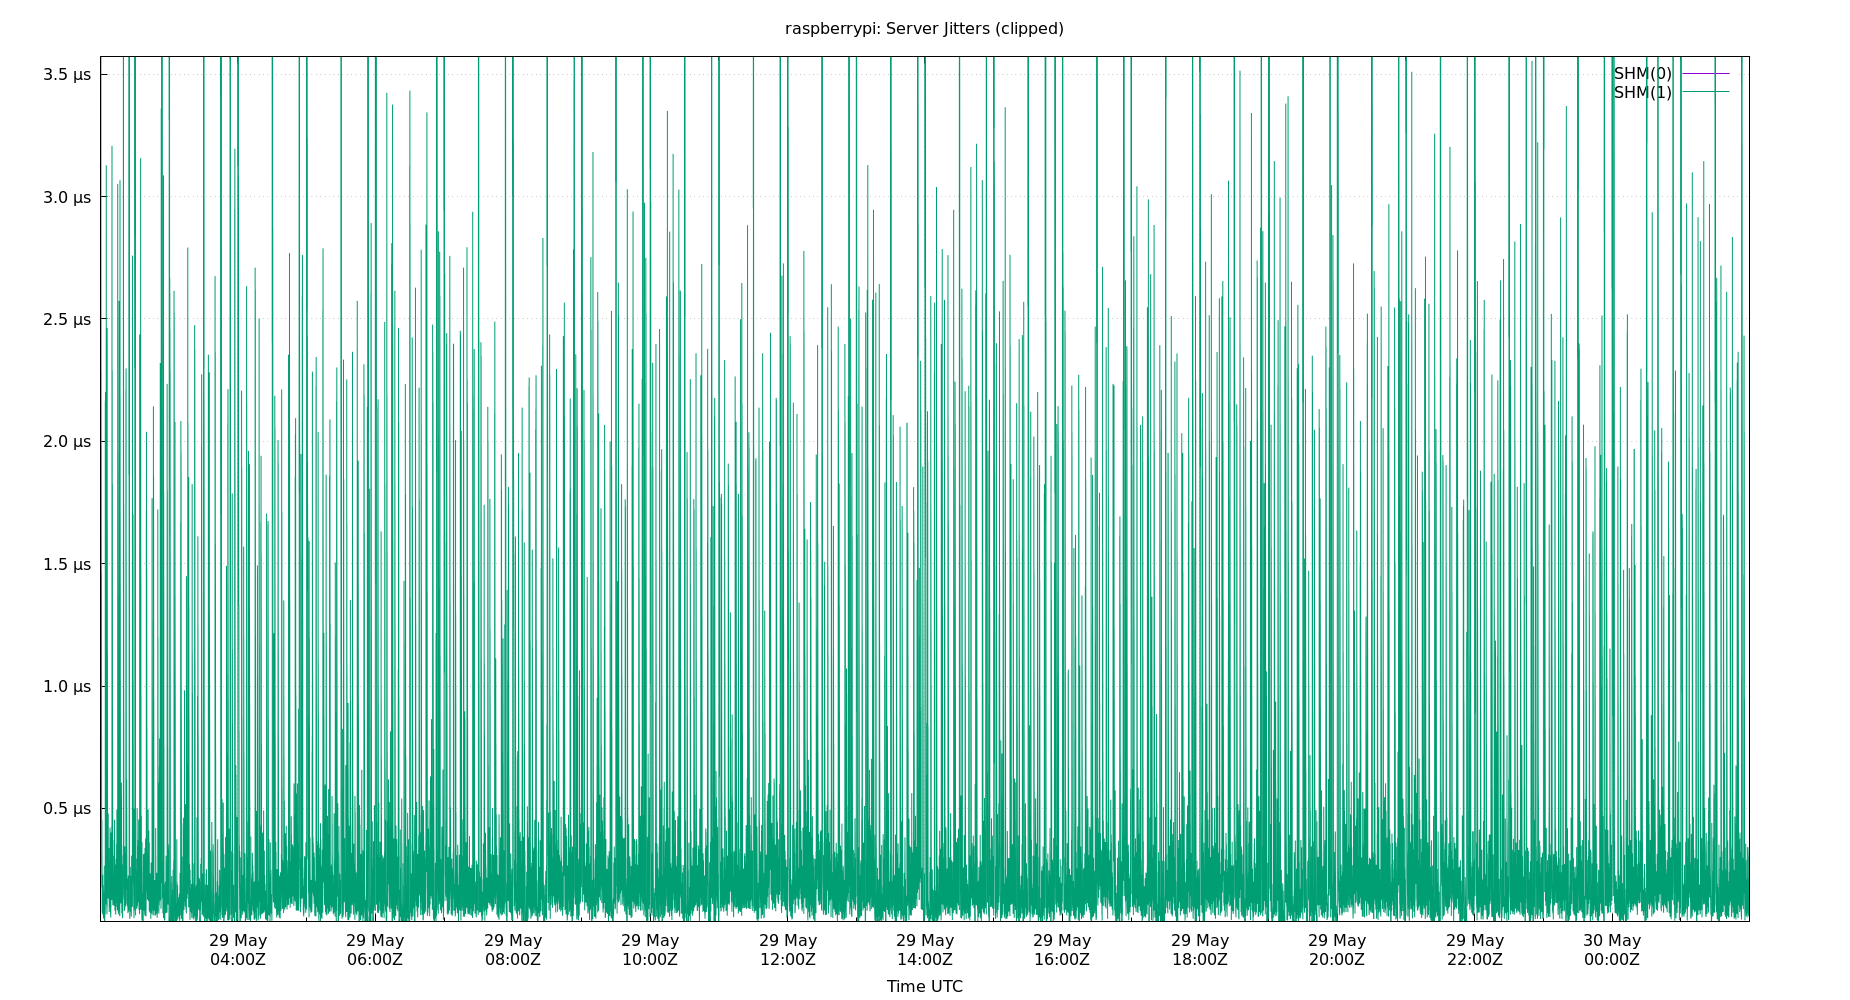 raspberrypi: Server Jitters (clipped)
3.5 µs
3.0 µs
2.5 µs
2.0 µs
1.5 µs
1.0 µs
0.5 µs
SHM(0)
SHM(1)
29 May 29 May 29 May 29 May 29 May 29 May 29 May 29 May 29 May 29 May 30 May
04:00Z 06:00Z 08:00Z 10:00Z 12:00Z 14:00Z 16:00Z 18:00Z 20:00Z 22:00Z 00:00Z
Time UTC